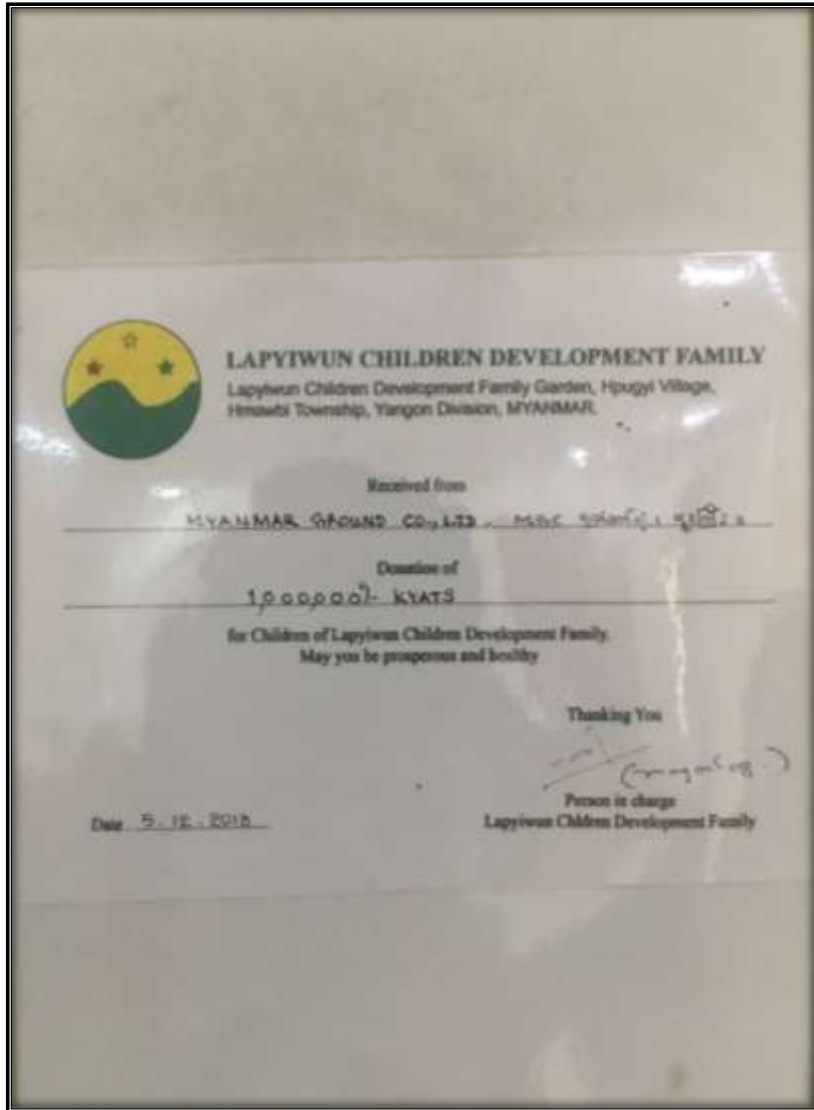 LAPYIWUN CHILDREN DEVELOPMENT FAMILY
Lapyiwun Children Development Family Garden, Hpugyi Village,
Hmawbi Township, Yangon Division, MYANMAR.
Received from
MYANMAR GROUND CO., LTD.
Donation of
1,000,000/- KYATS
for Children of Lapyiwun Children Development Family.
May you be prosperous and healthy
Thanking You
Person in charge
Date 5.12.2018
Lapyiwun Children Development Family